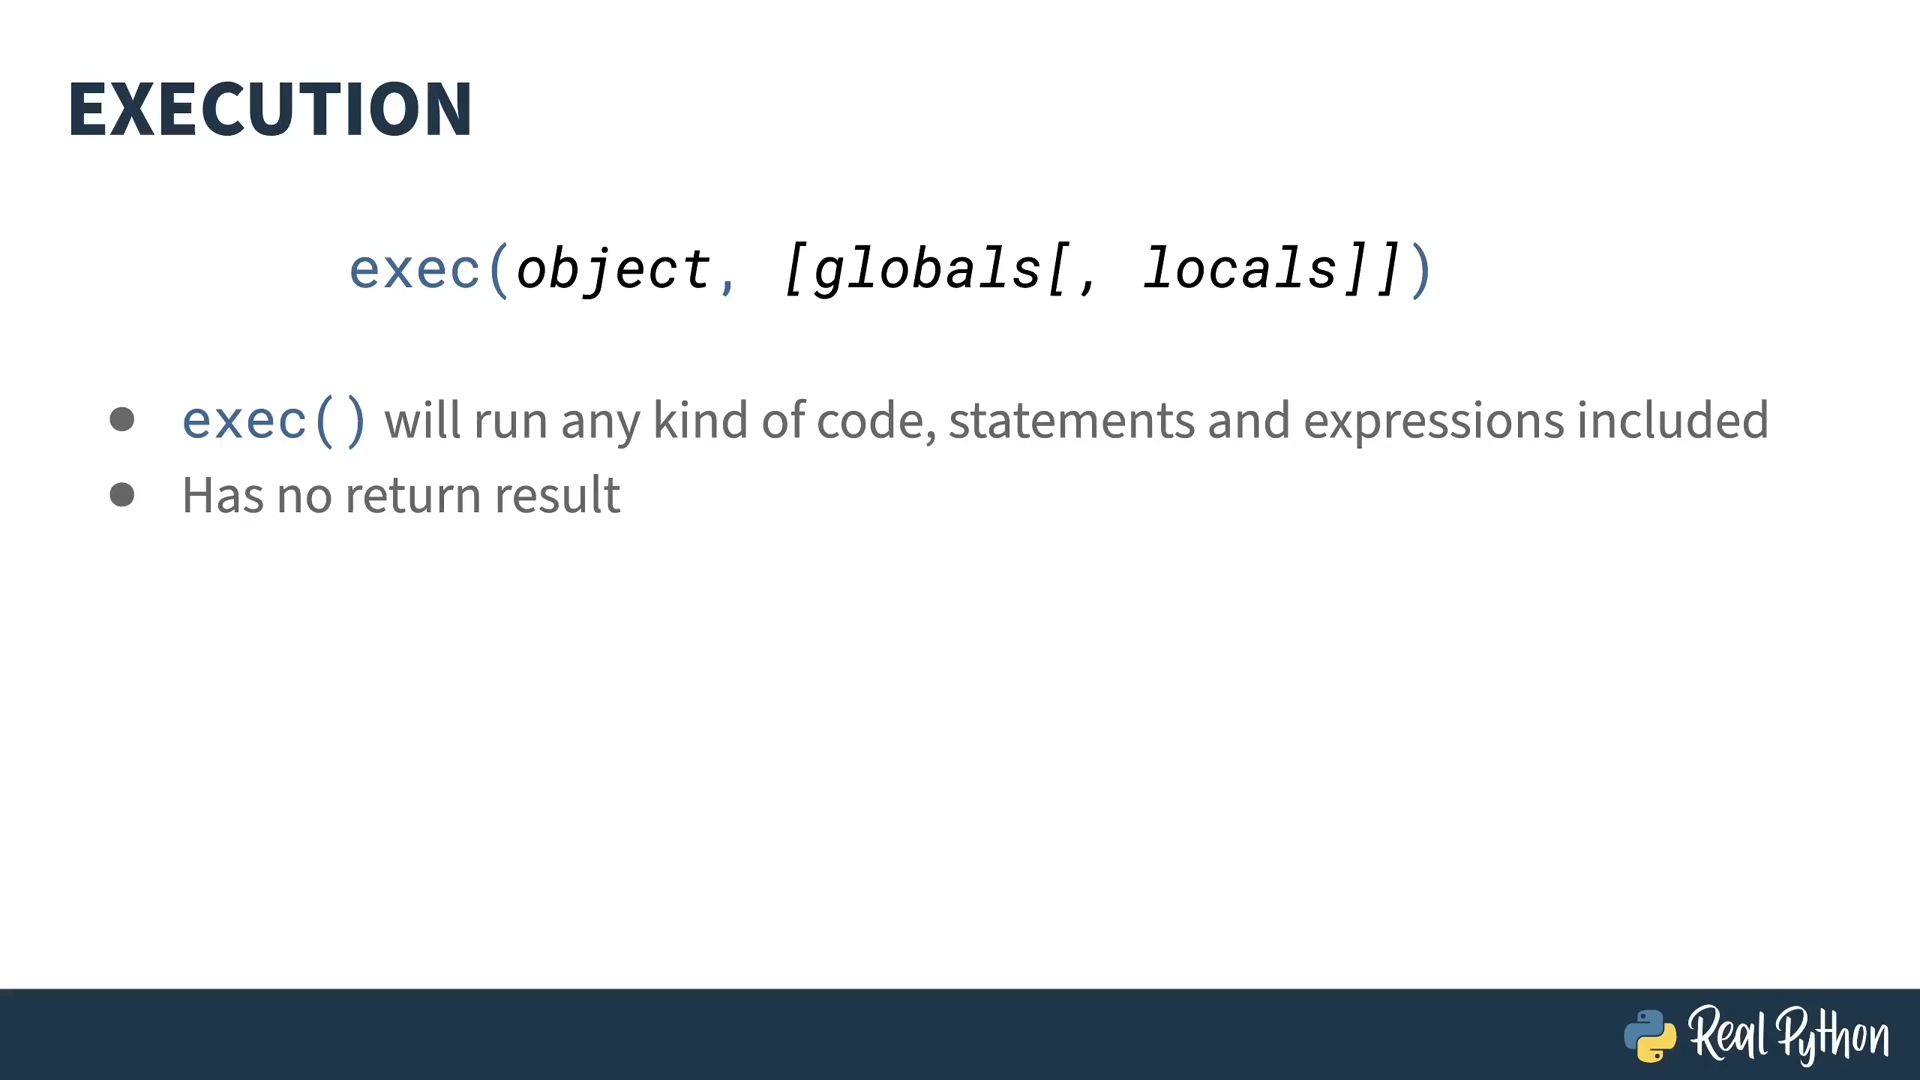 EXECUTION
exec(object, [globals[, locals]])
● exec() will run any kind of code, statements and expressions included
● Has no return result
Real Python